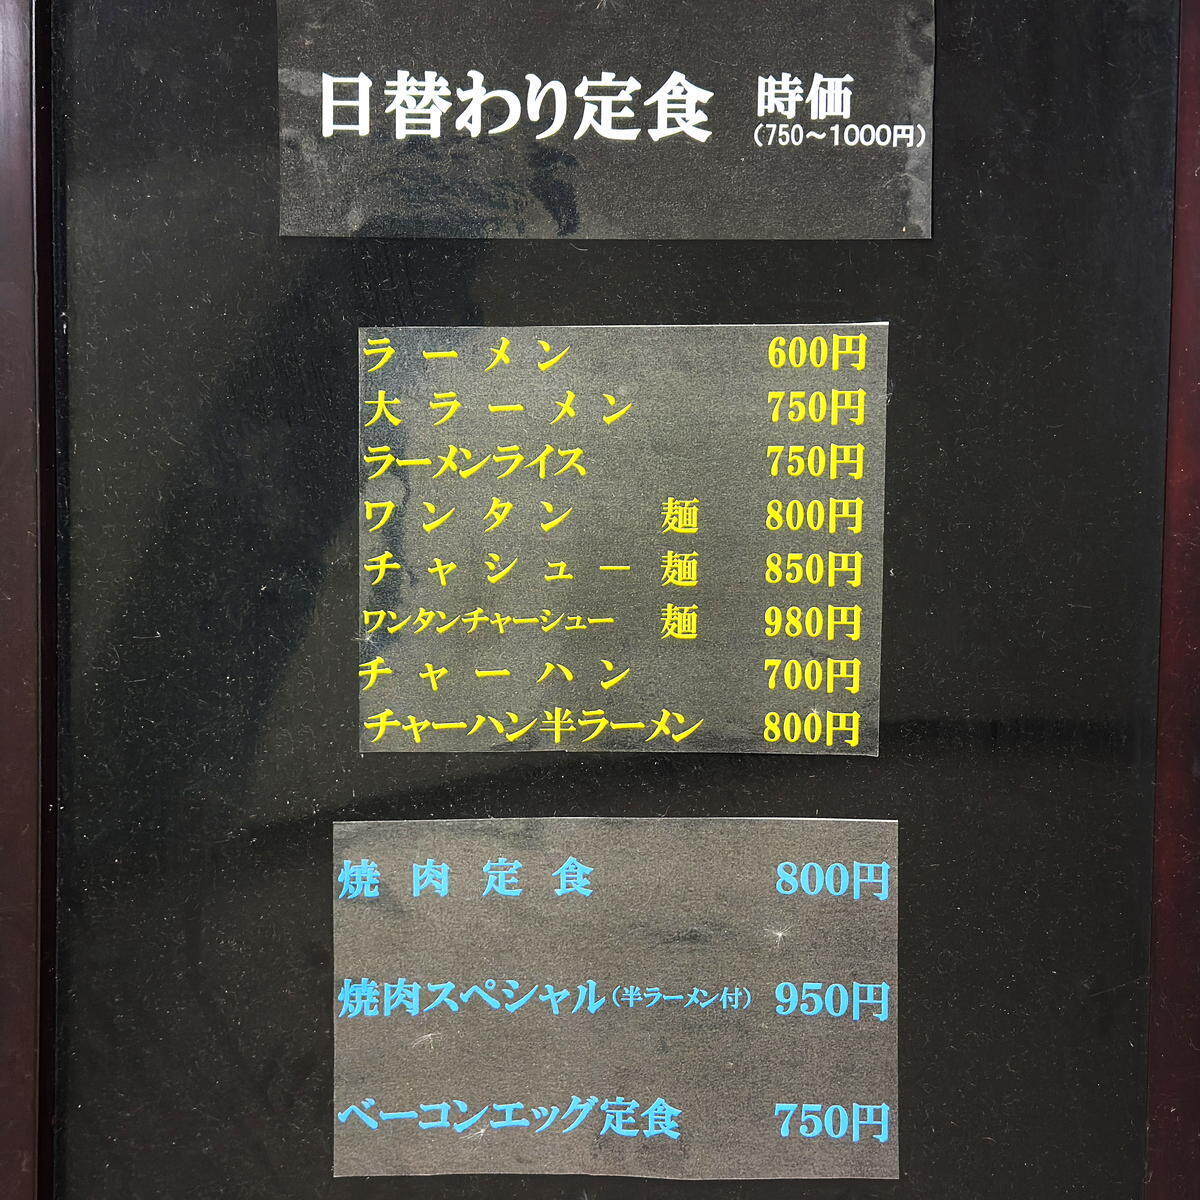 日替わり定食 時価
(750～1000円)
ラーメン 600円
大ラーメン 750円
ラーメンライス 750円
ワンタン 麺 800円
チャシュー麺 850円
ワンタンチャーシュー 麺 980円
チャーハン 700円
チャーハン半ラーメン 800円
焼肉定食 800円
焼肉スペシャル(半ラーメン付) 950円
ベーコンエッグ定食 750円